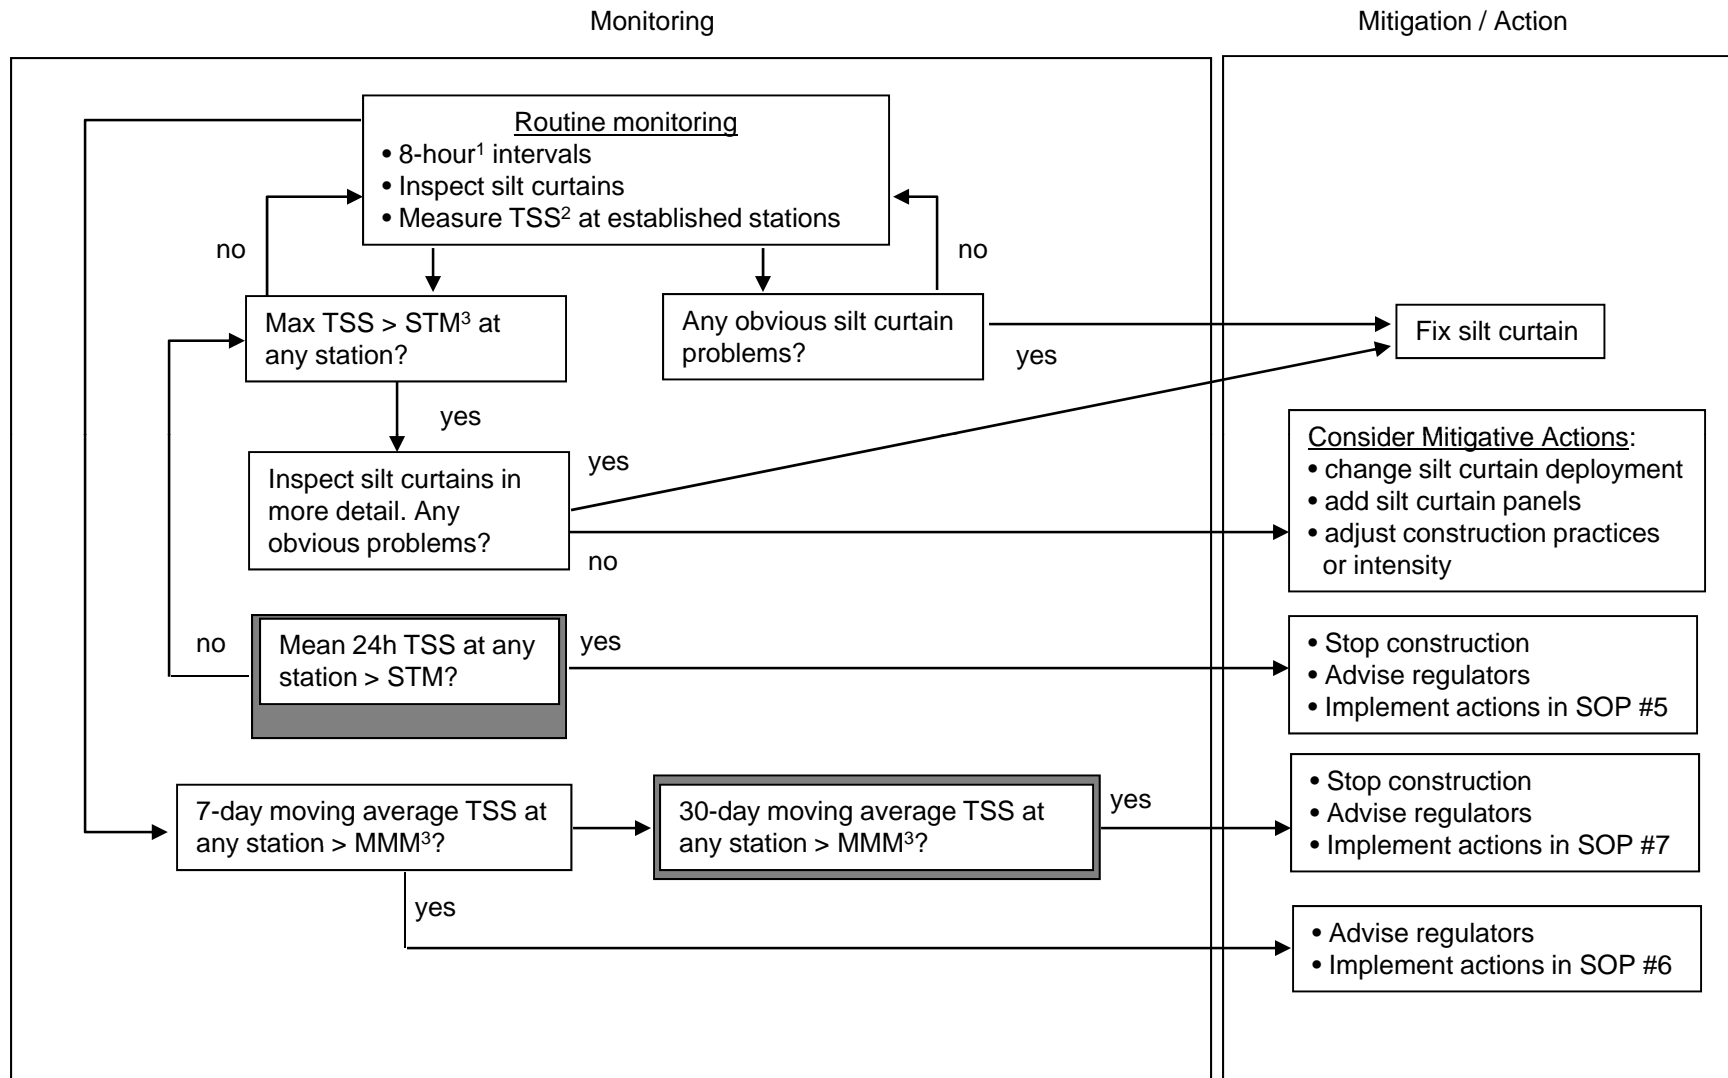 Monitoring
Mitigation / Action
Routine monitoring
• 8-hour¹ intervals
• Inspect silt curtains
• Measure TSS² at established stations
no
no
Max TSS > STM³ at
any station?
Any obvious silt curtain
problems?
yes
Fix silt curtain
yes
Inspect silt curtains in
more detail. Any
obvious problems?
yes
no
Consider Mitigative Actions:
• change silt curtain deployment
• add silt curtain panels
• adjust construction practices
or intensity
no
Mean 24h TSS at any
station > STM?
yes
• Stop construction
• Advise regulators
• Implement actions in SOP #5
7-day moving average TSS at
any station > MMM³?
30-day moving average TSS at
any station > MMM³?
yes
• Stop construction
• Advise regulators
• Implement actions in SOP #7
yes
• Advise regulators
• Implement actions in SOP #6